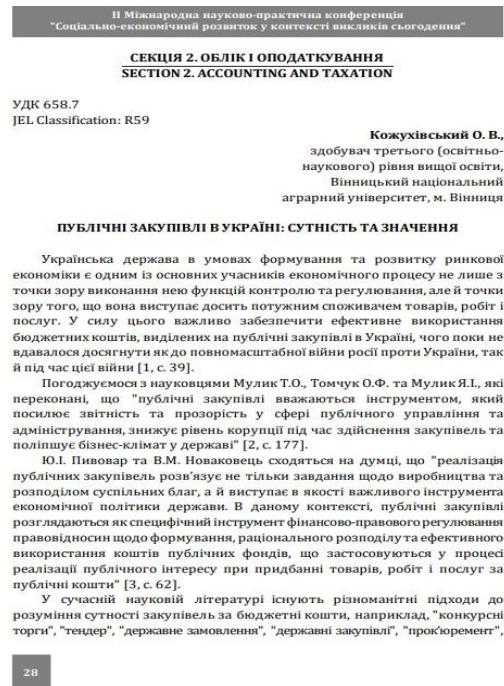 ІІ Міжнародна науково-практична конференція
"Соціально-економічний розвиток у контексті викликів сьогодення"
СЕКЦІЯ 2. ОБЛІК І ОПОДАТКУВАННЯ
SECTION 2. ACCOUNTING AND TAXATION
УДК 658.7
JEL Classification: R59
Кожухівський О. В.,
здобувач третього (освітньо-
наукового) рівня вищої освіти,
Вінницький національний
аграрний університет, м. Вінниця
ПУБЛІЧНІ ЗАКУПІВЛІ В УКРАЇНІ: СУТНІСТЬ ТА ЗНАЧЕННЯ
Українська держава в умовах формування та розвитку ринкової
економіки є одним із основних учасників економічного процесу не лише з
точки зору виконання нею функцій контролю та регулювання, але й точки
зору того, що вона виступає досить потужним споживачем товарів, робіт і
послуг. У силу цього важливо забезпечити ефективне використання
бюджетних коштів, виділених на публічні закупівлі в Україні, чого поки не
вдавалося досягнути як до повномасштабної війни росії проти України, так
й під час цієї війни [1, с. 39].
Погоджуємося з науковцями Мулик Т.О., Томчук О.Ф. та Мулик Я.І., які
переконані, що "публічні закупівлі вважаються інструментом, який
посилює звітність та прозорість у сфері публічного управління та
адміністрування, знижує рівень корупції під час здійснення закупівель та
поліпшує бізнес-клімат у державі" [2, с. 177].
Ю.І. Пивовар та В.М. Новаковець сходяться на думці, що "реалізація
публічних закупівель розв'язує не тільки завдання щодо виробництва та
розподілом суспільних благ, а й виступає в якості важливого інструмента
економічної політики держави. В даному контексті, публічні закупівлі
розглядаються як специфічний інструмент фінансово-правового регулювання
правовідносин щодо формування, раціонального розподілу та ефективного
використання коштів публічних фондів, що застосовуються у процесі
реалізації публічного інтересу при придбанні товарів, робіт і послуг за
публічні кошти" [3, с. 62].
У сучасній науковій літературі існують різноманітні підходи до
розуміння сутності закупівель за бюджетні кошти, наприклад, "конкурсні
торги", "тендер", "державне замовлення", "державні закупівлі", "прок'юремент",
28